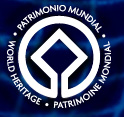 PATRIMONIO MUNDIAL •
WORLD HERITAGE •
PATRIMOINE MONDIAL •